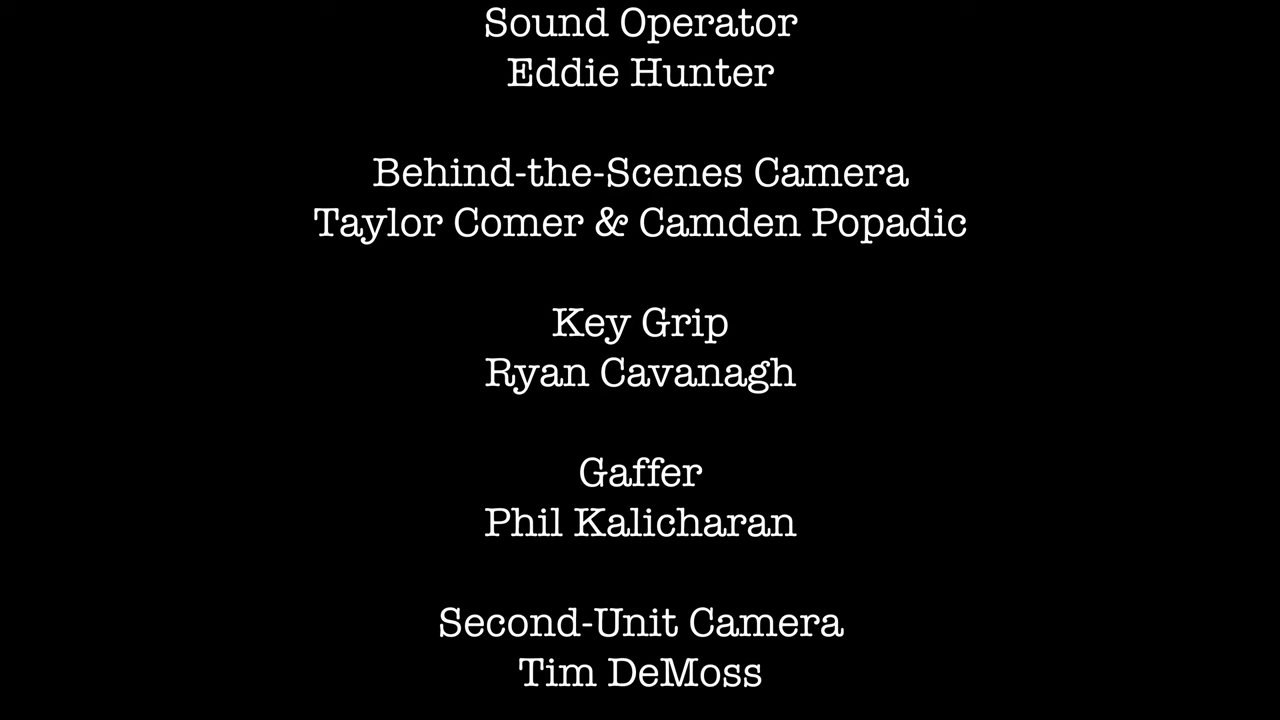 Sound Operator
Eddie Hunter
Behind-the-Scenes Camera
Taylor Comer & Camden Popadic
Key Grip
Ryan Cavanagh
Gaffer
Phil Kalicharan
Second-Unit Camera
Tim DeMoss